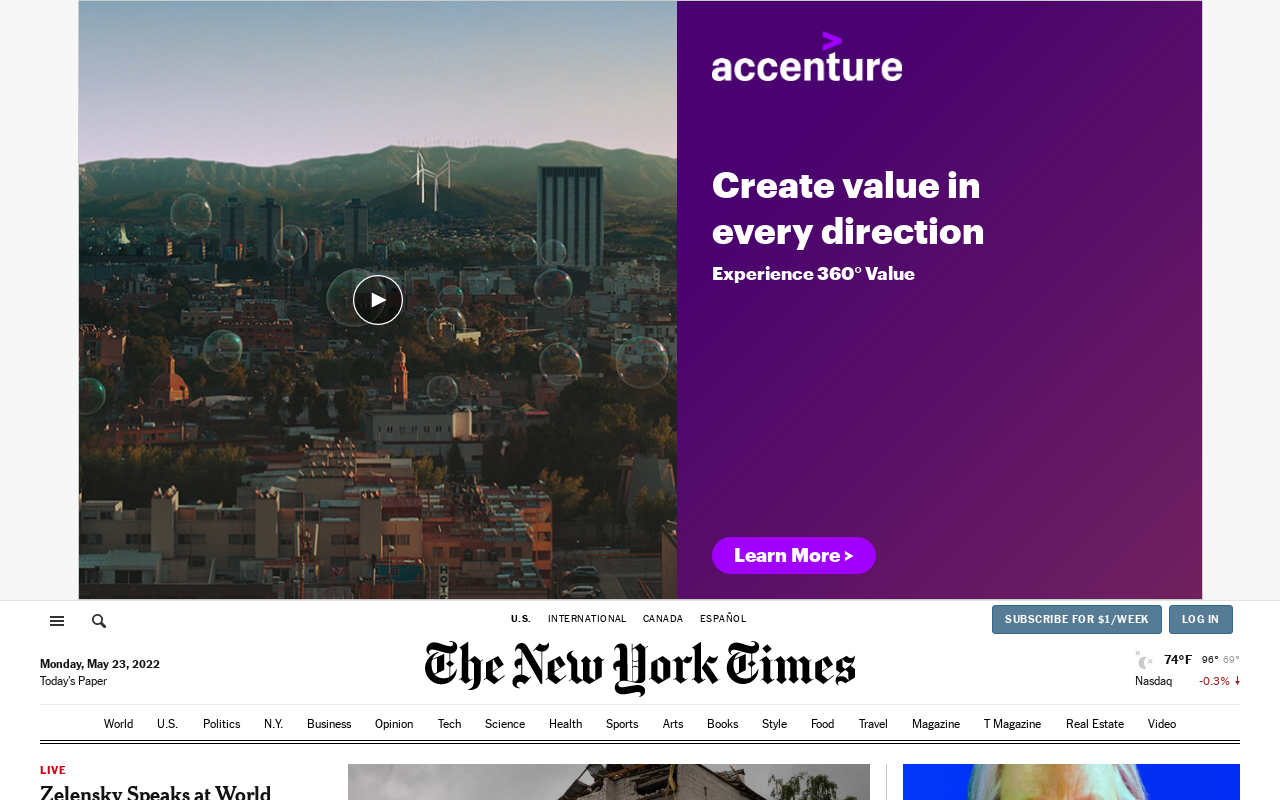 accenture
Create value in
every direction
Experience 360° Value
Learn More >
HOTE
U.S. INTERNATIONAL CANADA ESPAÑOL
SUBSCRIBE FOR $1/WEEK LOG IN
The New York Times
Monday, May 23, 2022
Today's Paper
74°F 96° 69°
Nasdaq -0.3% ↓
World U.S. Politics N.Y. Business Opinion Tech Science Health Sports Arts Books Style Food Travel Magazine T Magazine Real Estate Video
LIVE
Zelensky Speaks at World